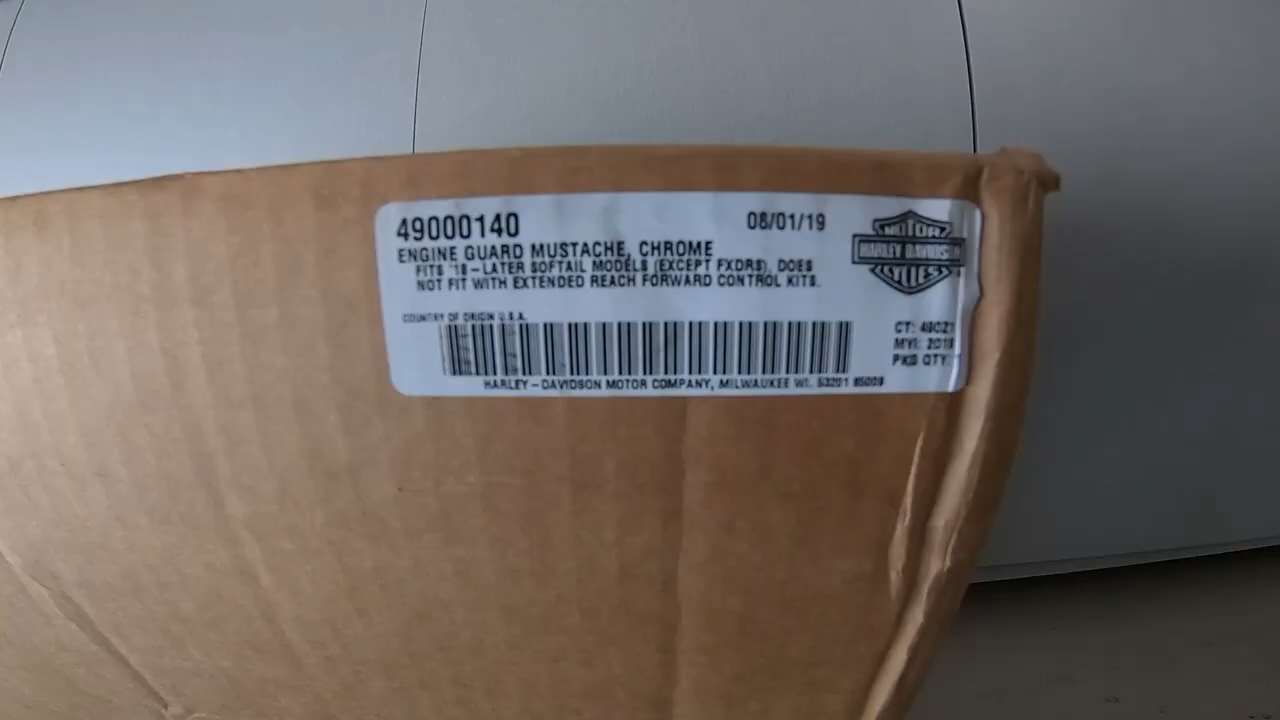 49000140
08/01/19
ENGINE GUARD MUSTACHE, CHROME
FITS '18-LATER SOFTAIL MODELS (EXCEPT FXDRS). DOES
NOT FIT WITH EXTENDED REACH FORWARD CONTROL KITS.
MOTOR
HARLEY-DAVIDSON
CYCLES
COUNTRY OF ORIGIN U.S.A.
CT:
MYI:
PKG QTY:
HARLEY-DAVIDSON MOTOR COMPANY, MILWAUKEE WI. 53201